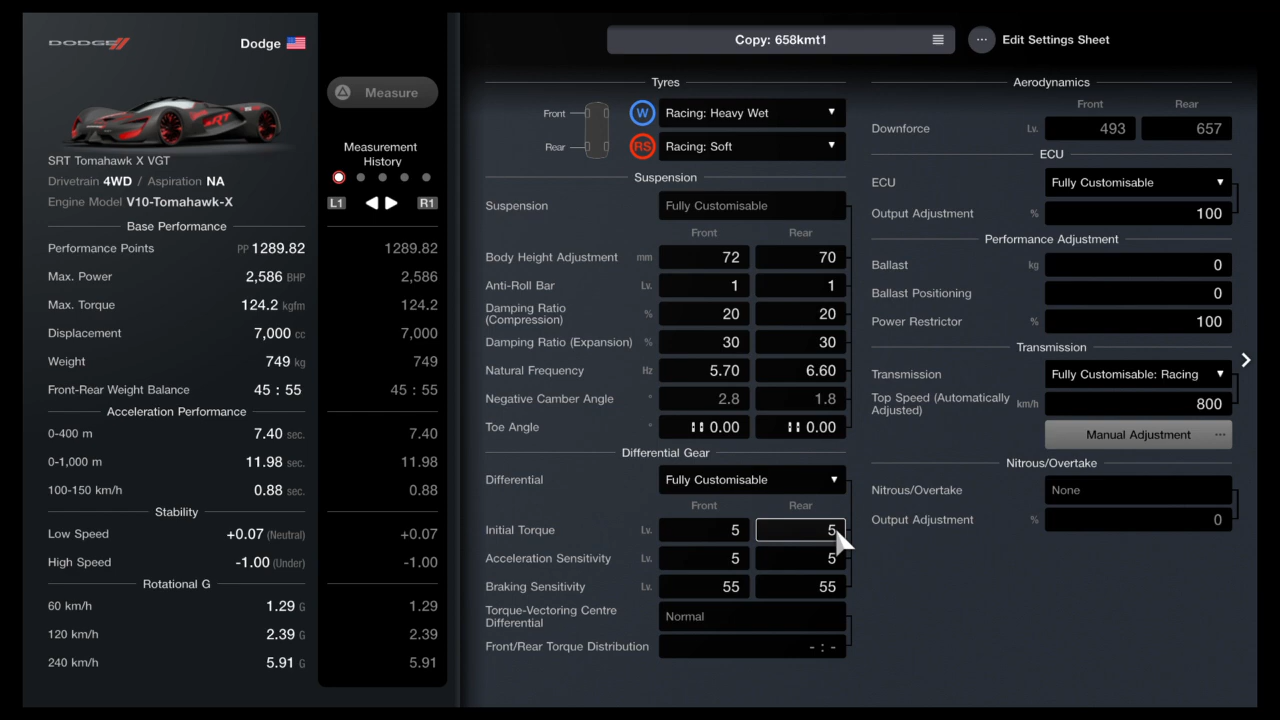 DODGE
Dodge
SRT Tomahawk X VGT
Drivetrain 4WD / Aspiration NA
Engine Model V10-Tomahawk-X
Base Performance
Performance Points PP 1289.82
Max. Power 2,586 BHP
Max. Torque 124.2 kgfm
Displacement 7,000 cc
Weight 749 kg
Front-Rear Weight Balance 45 : 55
Acceleration Performance
0-400 m 7.40 sec.
0-1,000 m 11.98 sec.
100-150 km/h 0.88 sec.
Stability
Low Speed +0.07 (Neutral)
High Speed -1.00 (Under)
Rotational G
60 km/h 1.29 G
120 km/h 2.39 G
240 km/h 5.91 G
Measure
Measurement
History
L1 R1
1289.82
2,586
124.2
7,000
749
45 : 55
7.40
11.98
0.88
+0.07
-1.00
1.29
2.39
5.91
Copy: 658kmt1
Edit Settings Sheet
Tyres
Front W Racing: Heavy Wet
Rear RS Racing: Soft
Suspension
Suspension Fully Customisable
Front Rear
Body Height Adjustment mm 72 70
Anti-Roll Bar Lv. 1 1
Damping Ratio
(Compression) % 20 20
Damping Ratio (Expansion) % 30 30
Natural Frequency Hz 5.70 6.60
Negative Camber Angle ° 2.8 1.8
Toe Angle ° 0.00 0.00
Differential Gear
Differential Fully Customisable
Front Rear
Initial Torque Lv. 5 5
Acceleration Sensitivity Lv. 5 5
Braking Sensitivity Lv. 55 55
Torque-Vectoring Centre
Differential Normal
Front/Rear Torque Distribution - : -
Aerodynamics
Front Rear
Downforce Lv. 493 657
ECU
ECU Fully Customisable
Output Adjustment % 100
Performance Adjustment
Ballast kg 0
Ballast Positioning 0
Power Restrictor % 100
Transmission
Transmission Fully Customisable: Racing
Top Speed (Automatically
Adjusted) km/h 800
Manual Adjustment
Nitrous/Overtake
Nitrous/Overtake None
Output Adjustment % 0